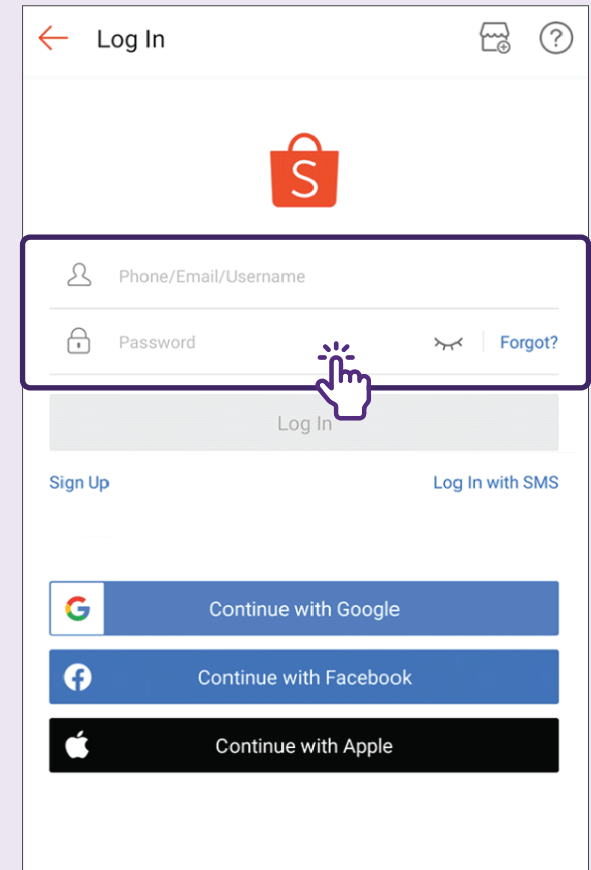 Log In
S
Phone/Email/Username
Password Forgot?
Log In
Sign Up Log In with SMS
Continue with Google
Continue with Facebook
Continue with Apple